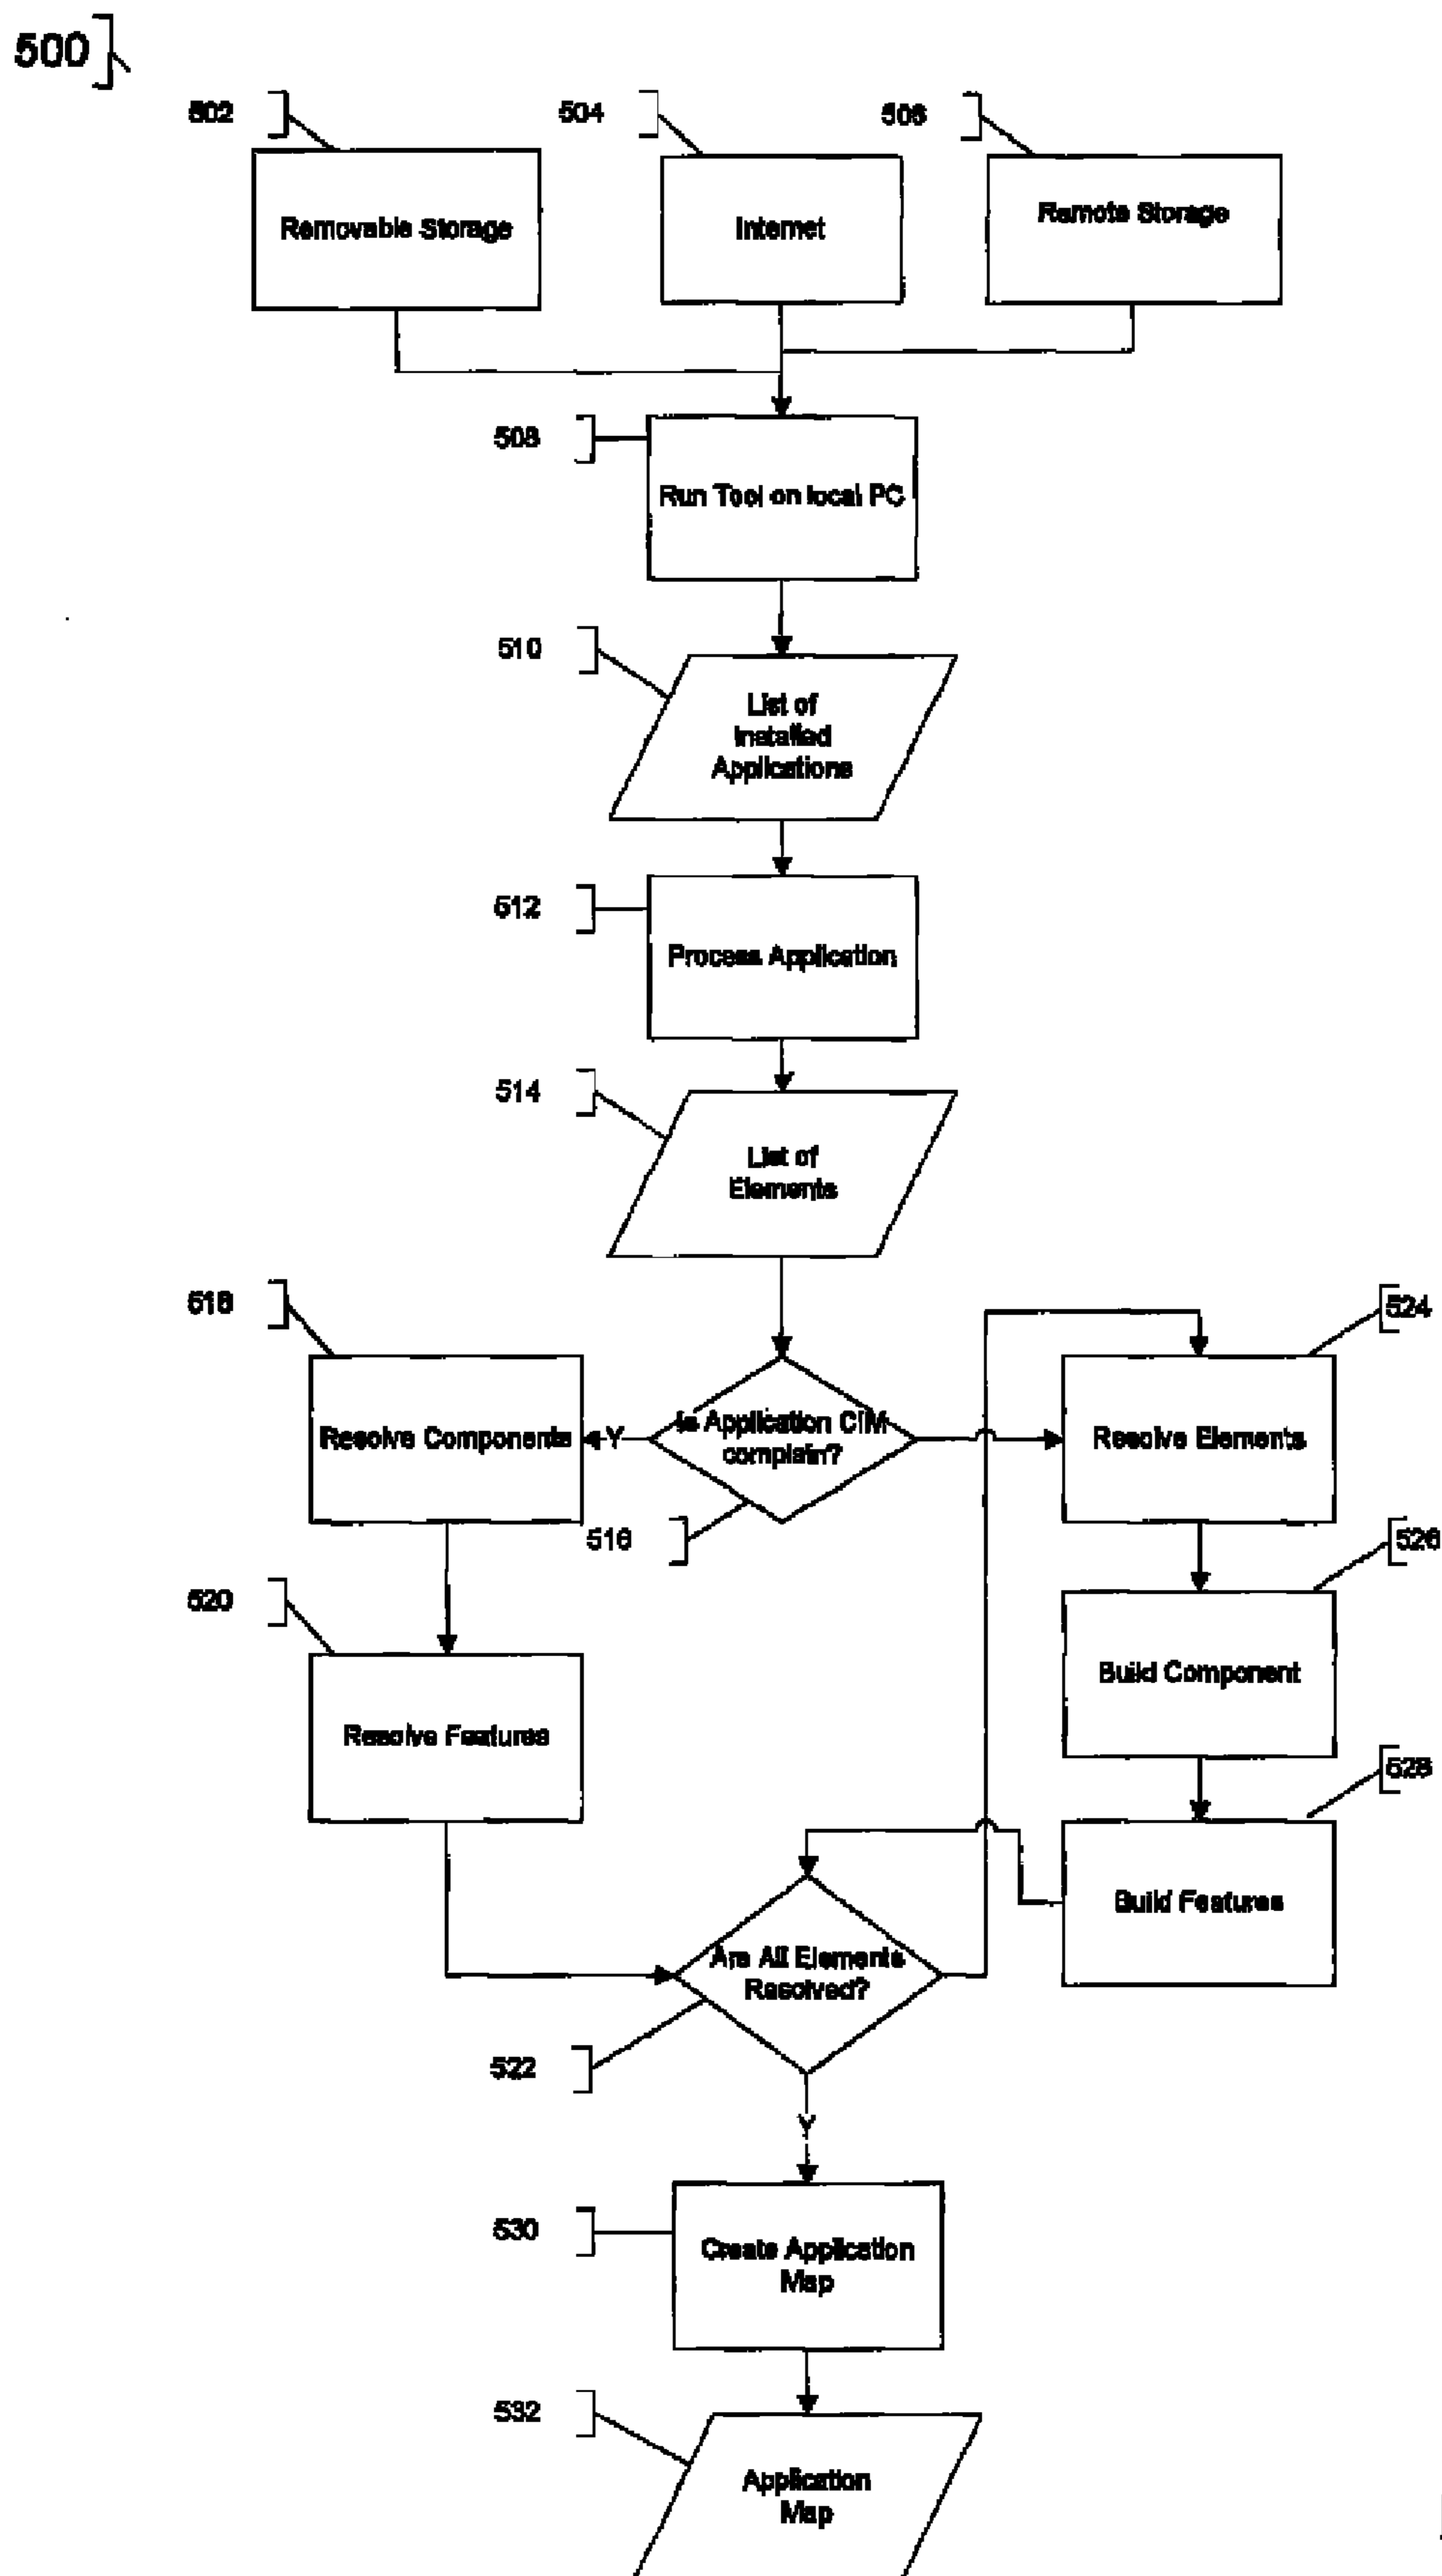 500
502
504
506
Removable Storage
Internet
Remote Storage
508
Run Tool on local PC
510
List of
Installed
Applications
512
Process Application
514
List of
Elements
518
524
Resolve Components
Y
Is Application CIM
complain?
Resolve Elements
516
526
520
Build Component
Resolve Features
528
Build Features
Are All Elements
Resolved?
522
Y
530
Create Application
Map
532
Application
Map